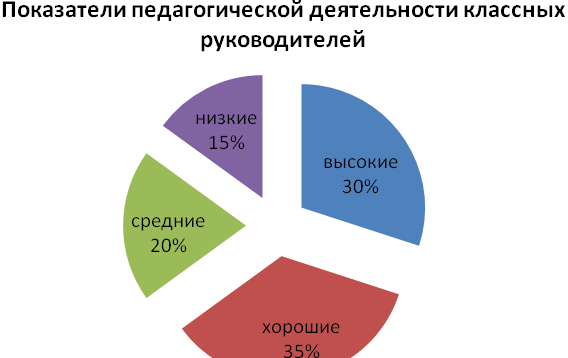 Показатели педагогической деятельности классных
руководителей
низкие
15%
высокие
30%
средние
20%
хорошие
35%